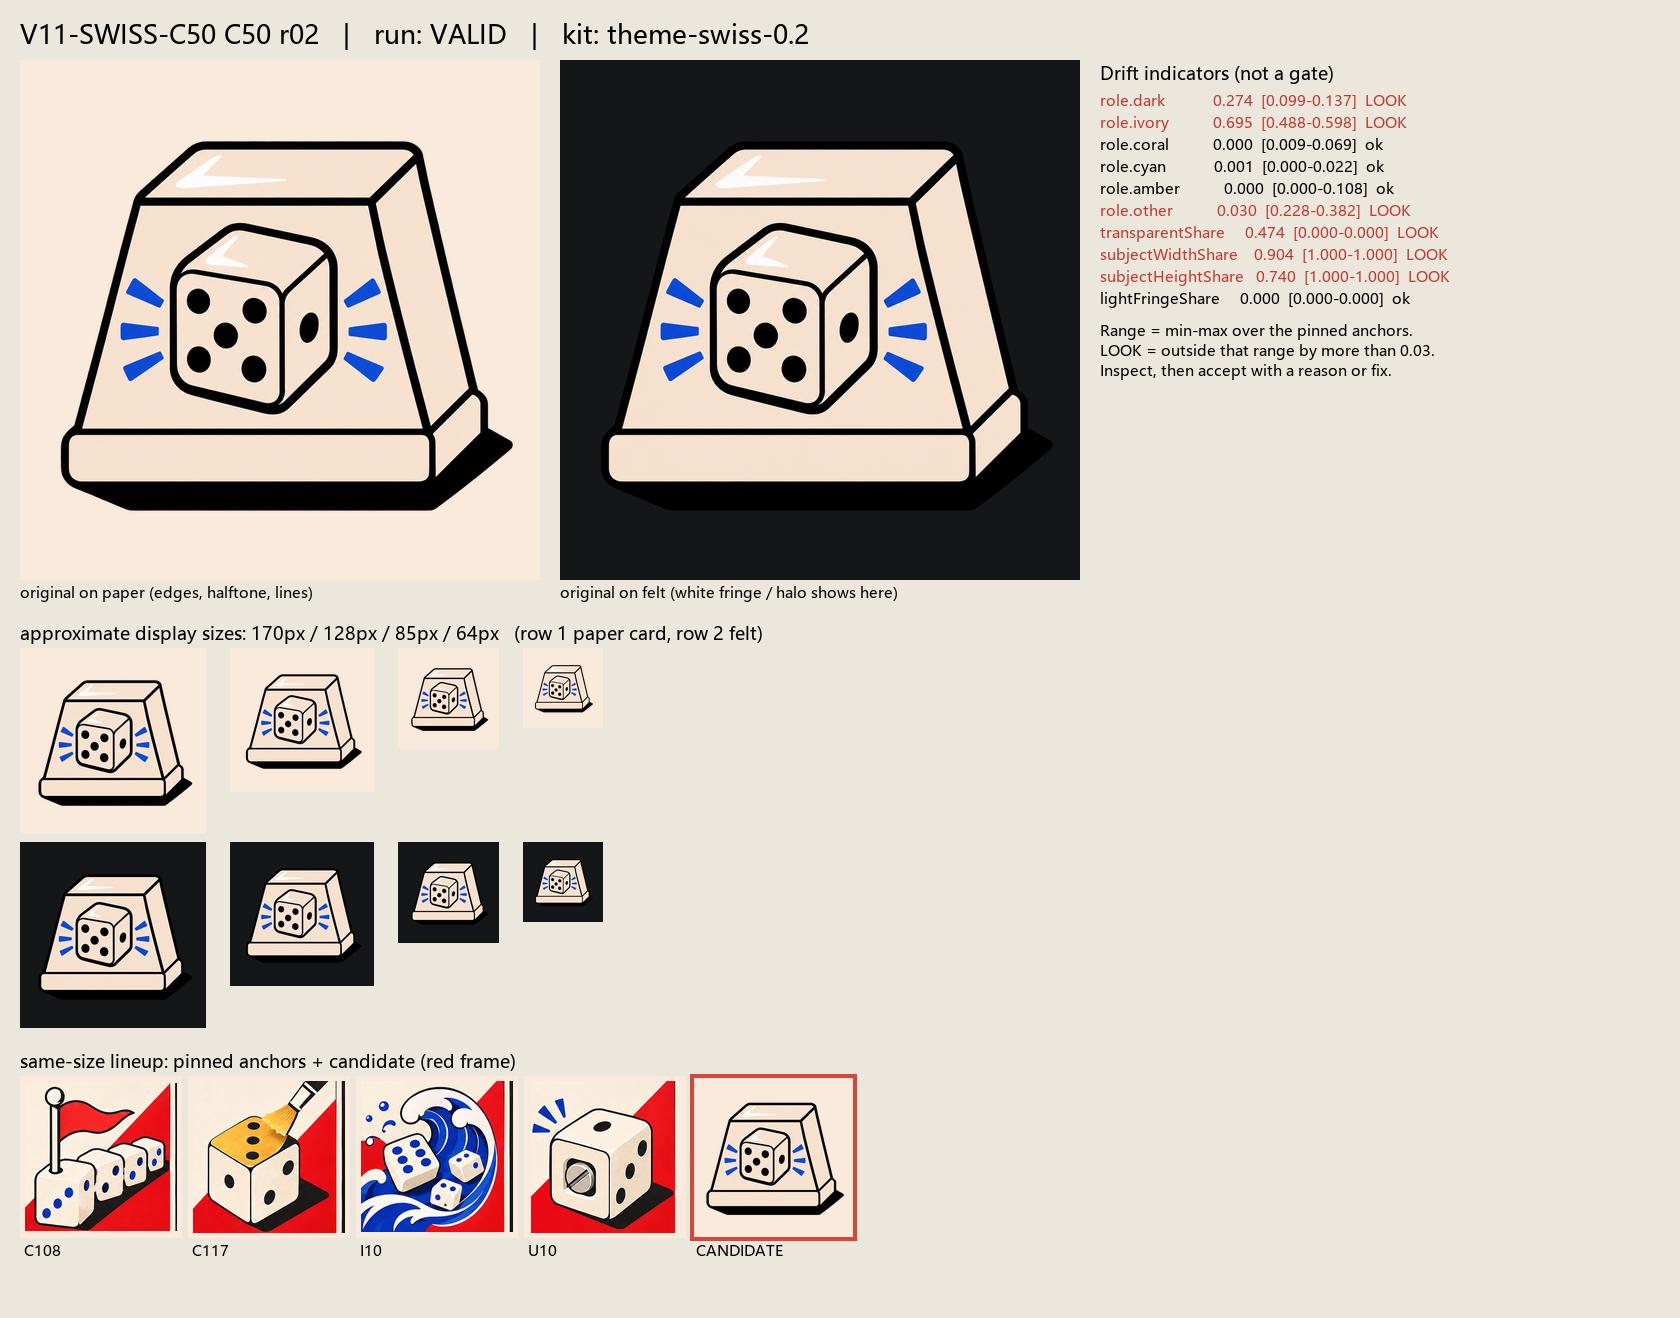 V11-SWISS-C50 C50 r02 | run: VALID | kit: theme-swiss-0.2
Drift indicators (not a gate)
role.dark 0.274 [0.099-0.137] LOOK
role.ivory 0.695 [0.488-0.598] LOOK
role.coral 0.000 [0.009-0.069] ok
role.cyan 0.001 [0.000-0.022] ok
role.amber 0.000 [0.000-0.108] ok
role.other 0.030 [0.228-0.382] LOOK
transparentShare 0.474 [0.000-0.000] LOOK
subjectWidthShare 0.904 [1.000-1.000] LOOK
subjectHeightShare 0.740 [1.000-1.000] LOOK
lightFringeShare 0.000 [0.000-0.000] ok
Range = min-max over the pinned anchors.
LOOK = outside that range by more than 0.03.
Inspect, then accept with a reason or fix.
original on paper (edges, halftone, lines)
original on felt (white fringe / halo shows here)
approximate display sizes: 170px / 128px / 85px / 64px (row 1 paper card, row 2 felt)
same-size lineup: pinned anchors + candidate (red frame)
C108
C117
I10
U10
CANDIDATE